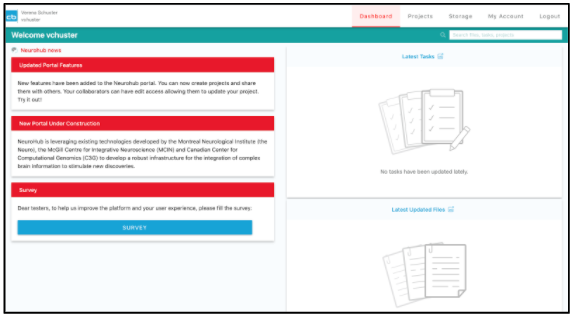 cb
Verena Schuster
vchuster
Dashboard Projects Storage My Account Logout
Welcome vchuster
Search files, tasks, projects
Neurohub news
Updated Portal Features
New features have been added to the Neurohub portal. You can now create projects and share
them with others. Your collaborators can have edit access allowing them to update your project.
Try it out!
New Portal Under Construction
NeuroHub is leveraging existing technologies developed by the Montreal Neurological Institute (the
Neuro), the McGill Centre for Integrative Neuroscience (MCIN) and Canadian Center for
Computational Genomics (C3G) to develop a robust infrastructure for the integration of complex
brain information to stimulate new discoveries.
Survey
Dear testers, to help us improve the platform and your user experience, please fill the survey:
SURVEY
Latest Tasks
No tasks have been updated lately.
Latest Updated Files